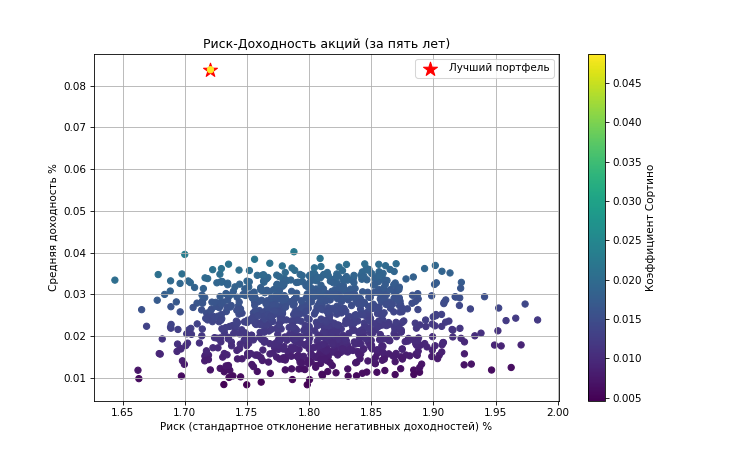 Риск-Доходность акций (за пять лет)
Лучший портфель
Средняя доходность %
0.08
0.07
0.06
0.05
0.04
0.03
0.02
0.01
1.65 1.70 1.75 1.80 1.85 1.90 1.95 2.00
Риск (стандартное отклонение негативных доходностей) %
0.045
0.040
0.035
0.030
0.025
0.020
0.015
0.010
0.005
Коэффициент Сортино